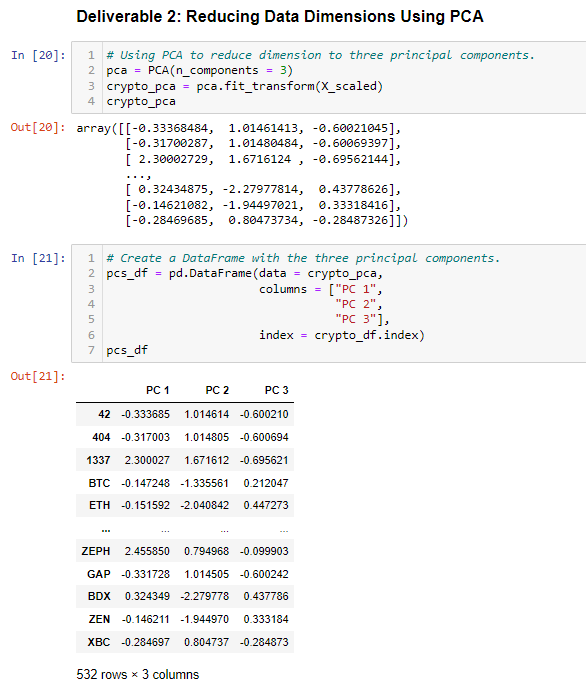 Deliverable 2: Reducing Data Dimensions Using PCA
In [20]:
1 # Using PCA to reduce dimension to three principal components.
2 pca = PCA(n_components = 3)
3 crypto_pca = pca.fit_transform(X_scaled)
4 crypto_pca
Out[20]: array([[-0.33368484,  1.01461413, -0.60021045],
[-0.31700287,  1.01480484, -0.60069397],
[ 2.30002729,  1.6716124 , -0.69562144],
...,
[ 0.32434875, -2.27977814,  0.43778626],
[-0.14621082, -1.94497021,  0.33318416],
[-0.28469685,  0.80473734, -0.28487326]])
In [21]:
1 # Create a DataFrame with the three principal components.
2 pcs_df = pd.DataFrame(data = crypto_pca,
3 columns = ["PC 1",
4 "PC 2",
5 "PC 3"],
6 index = crypto_df.index)
7 pcs_df
Out[21]:
PC 1 PC 2 PC 3
42 -0.333685 1.014614 -0.600210
404 -0.317003 1.014805 -0.600694
1337 2.300027 1.671612 -0.695621
BTC -0.147248 -1.335561 0.212047
ETH -0.151592 -2.040842 0.447273
... ... ... ...
ZEPH 2.455850 0.794968 -0.099903
GAP -0.331728 1.014505 -0.600242
BDX 0.324349 -2.279778 0.437786
ZEN -0.146211 -1.944970 0.333184
XBC -0.284697 0.804737 -0.284873
532 rows × 3 columns